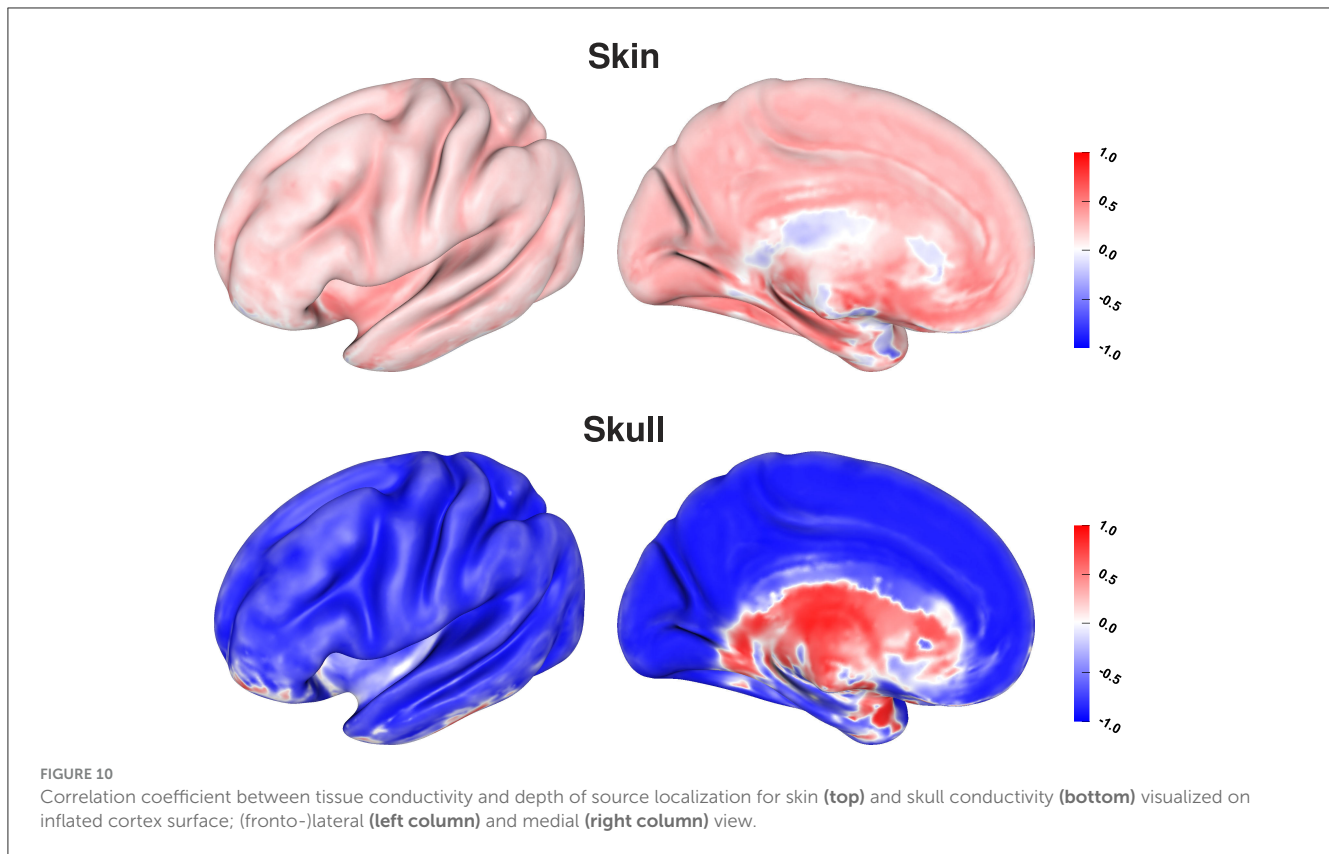 Skin
1.0
0.5
0.0
-0.5
-1.0
Skull
1.0
0.5
0.0
-0.5
-1.0
FIGURE 10
Correlation coefficient between tissue conductivity and depth of source localization for skin (top) and skull conductivity (bottom) visualized on
inflated cortex surface; (fronto-)lateral (left column) and medial (right column) view.